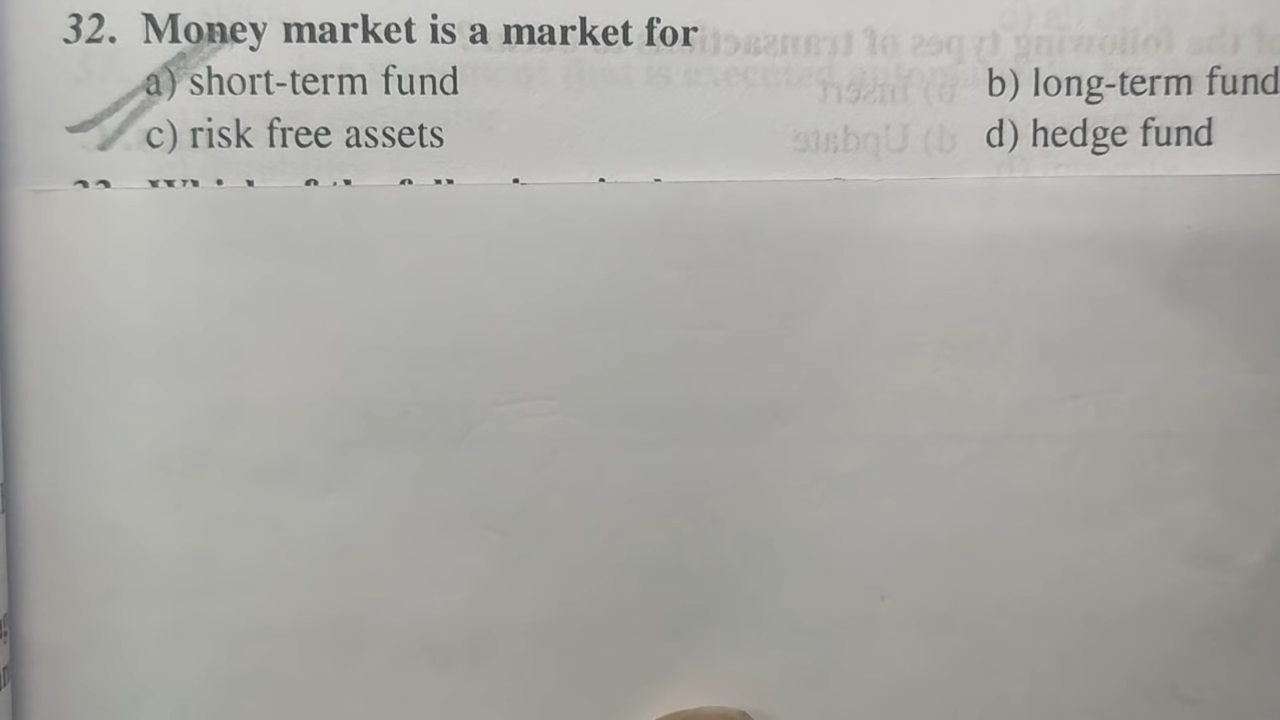 32. Money market is a market for
a) short-term fund b) long-term fund
c) risk free assets d) hedge fund